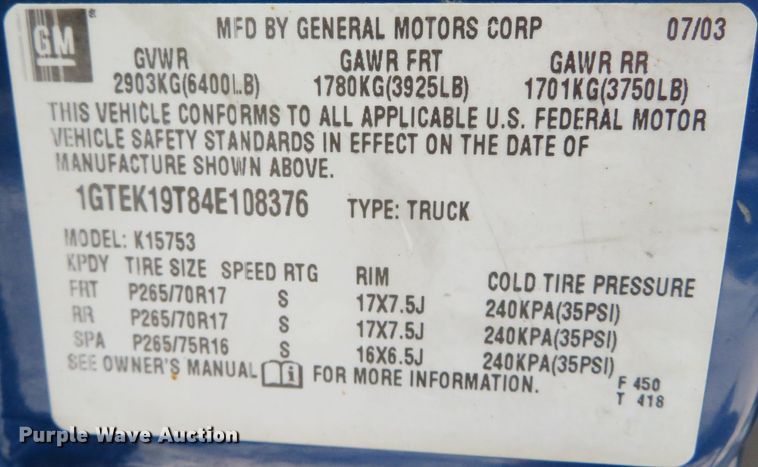 GM
MFD BY GENERAL MOTORS CORP 07/03
GVWR GAWR FRT GAWR RR
2903KG(6400LB) 1780KG(3925LB) 1701KG(3750LB)
THIS VEHICLE CONFORMS TO ALL APPLICABLE U.S. FEDERAL MOTOR
VEHICLE SAFETY STANDARDS IN EFFECT ON THE DATE OF
MANUFACTURE SHOWN ABOVE.
1GTEK19T84E108376 TYPE: TRUCK
MODEL: K15753
KPDY TIRE SIZE SPEED RTG RIM COLD TIRE PRESSURE
FRT P265/70R17 S 17X7.5J 240KPA(35PSI)
RR P265/70R17 S 17X7.5J 240KPA(35PSI)
SPA P265/75R16 S 16X6.5J 240KPA(35PSI)
SEE OWNER'S MANUAL FOR MORE INFORMATION. F 450
T 418
Purple Wave Auction